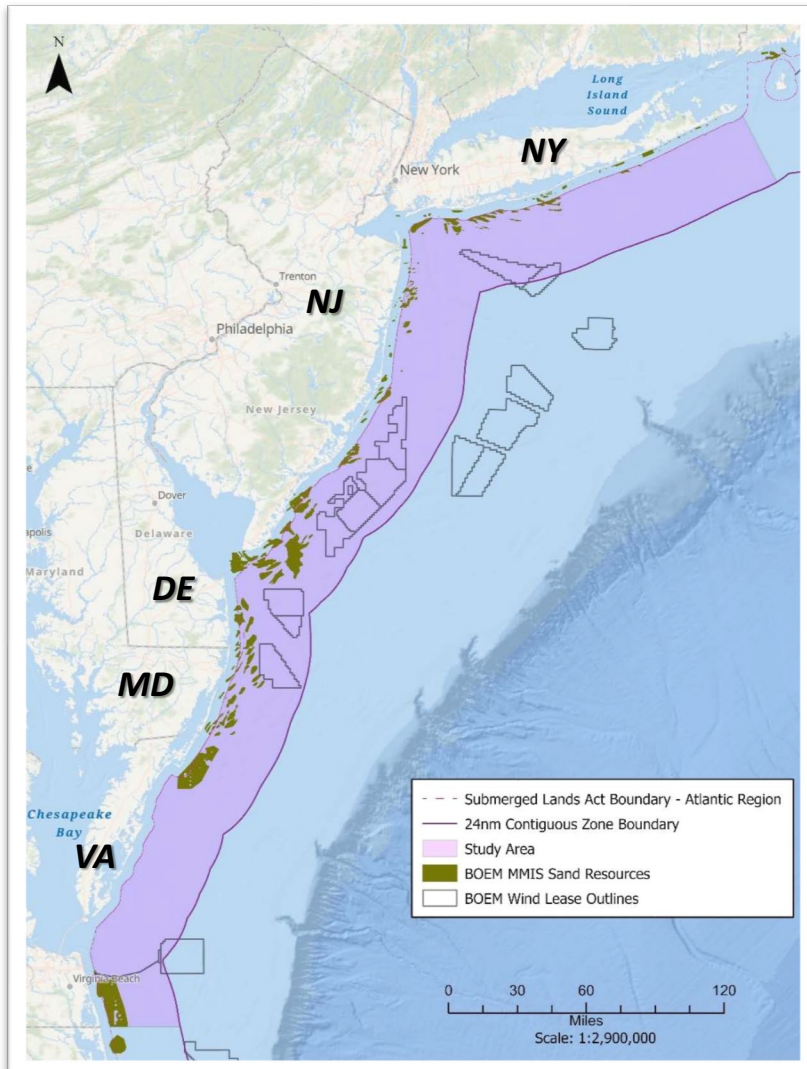 N
Long
Island
Sound
NY
New York
Trenton
NJ
Philadelphia
New Jersey
Dover
Delaware
apolis
Maryland
DE
MD
Chesapeake
Bay
VA
Virginia Beach
- - Submerged Lands Act Boundary - Atlantic Region
24nm Contiguous Zone Boundary
Study Area
BOEM MMIS Sand Resources
BOEM Wind Lease Outlines
0 30 60 120
Miles
Scale: 1:2,900,000